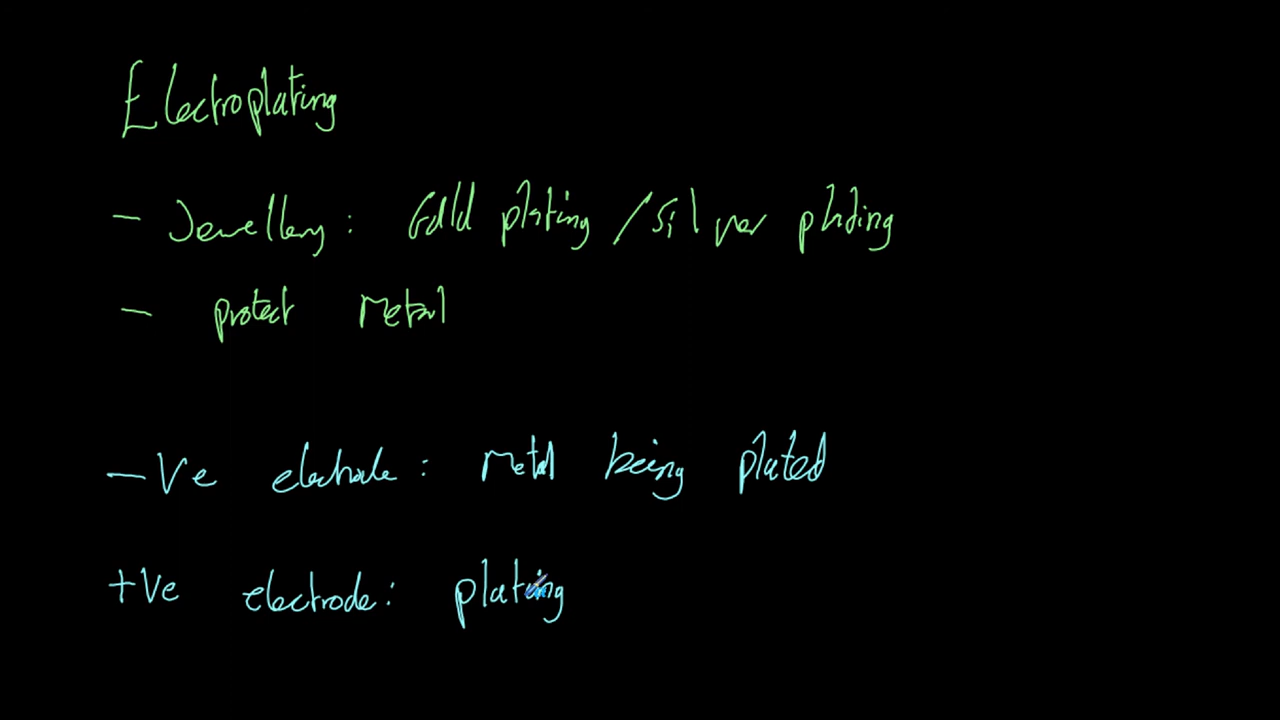 Electroplating
- Jewellery: Gold plating / Silver plating
- protect Metal
-ve electrode: Metal being plated
+ve electrode: plating